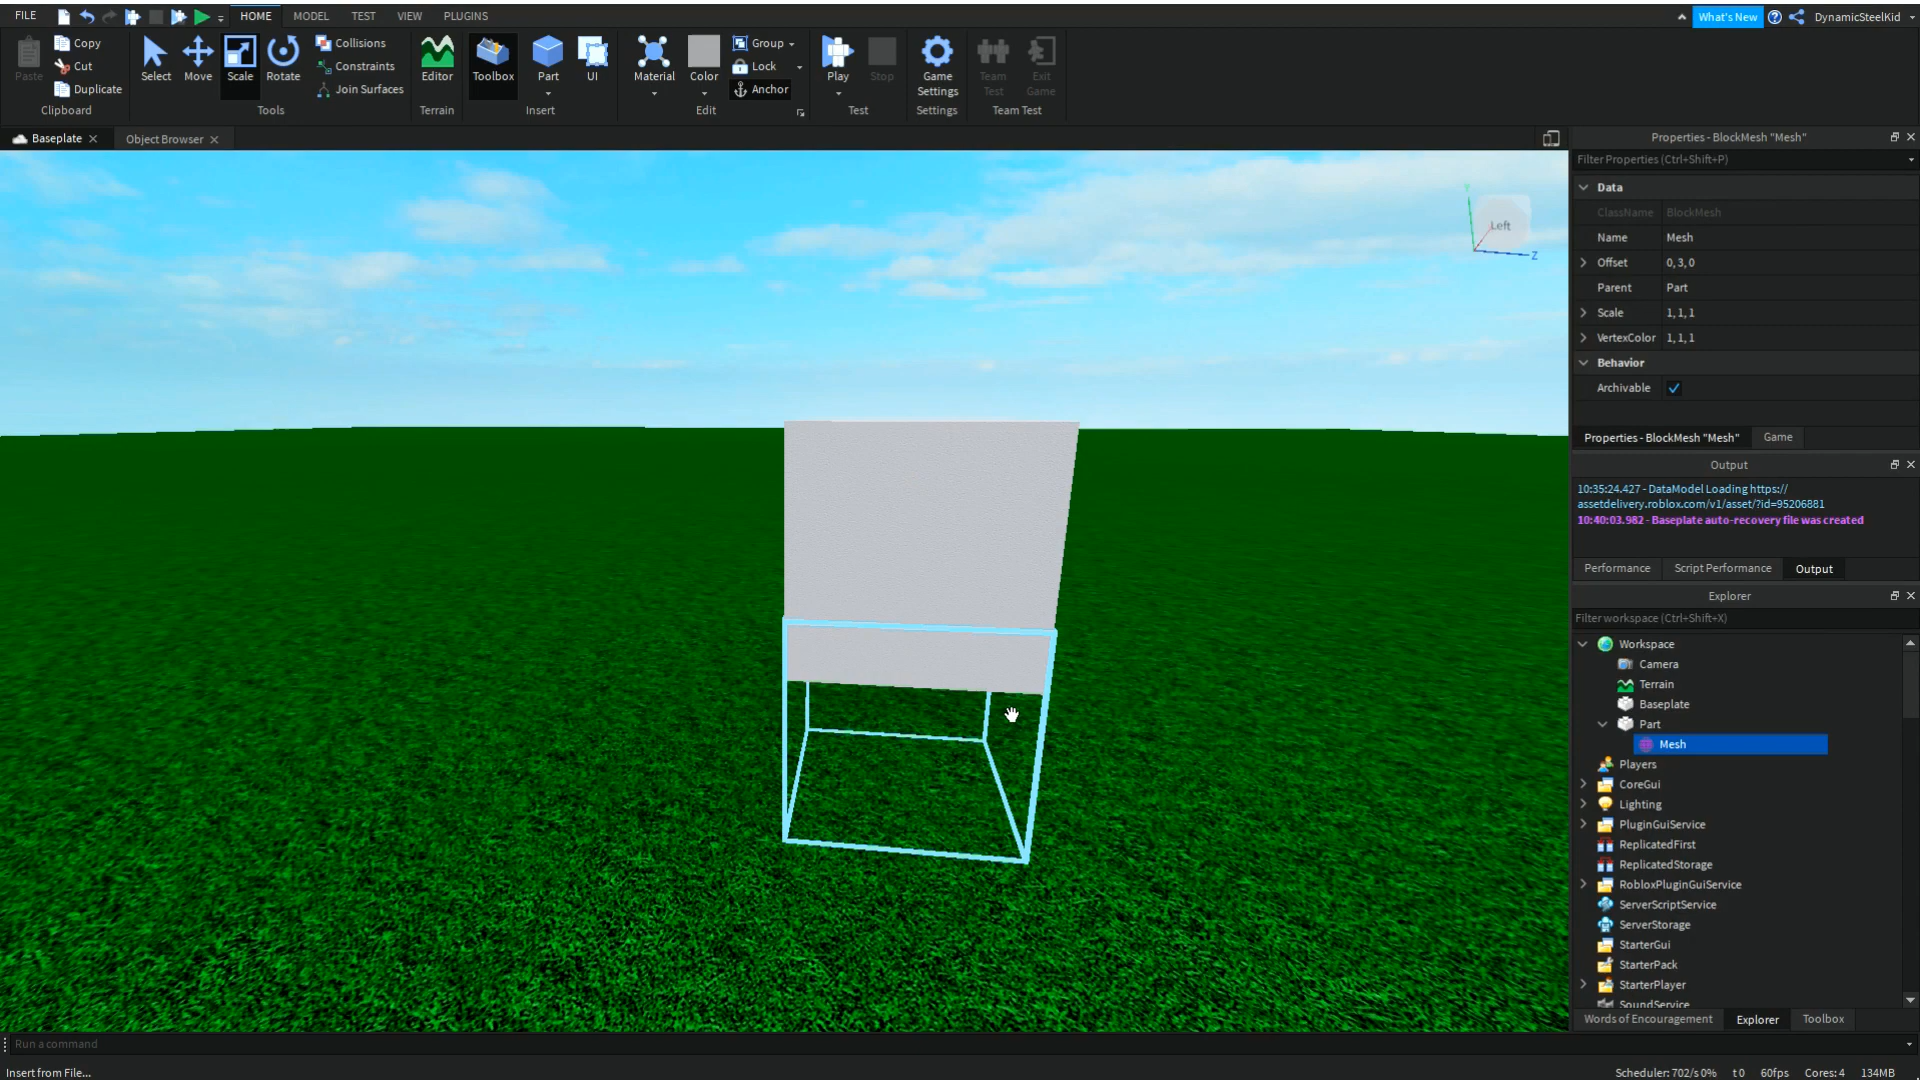 FILE HOME MODEL TEST VIEW PLUGINS What's New DynamicSteelKid
Paste Copy Cut Duplicate Clipboard
Select Move Scale Rotate Collisions Constraints Join Surfaces Tools
Editor Terrain
Toolbox Part UI Insert
Material Color Group Lock Anchor Edit
Play Stop Test
Game Settings Settings
Team Test Exit Game Team Test
Baseplate Object Browser
Left
Y
Z
Properties - BlockMesh "Mesh"
Filter Properties (Ctrl+Shift+P)
Data
ClassName BlockMesh
Name Mesh
Offset 0, 3, 0
Parent Part
Scale 1, 1, 1
VertexColor 1, 1, 1
Behavior
Archivable
Properties - BlockMesh "Mesh" Game
Output
10:35:24.427 - DataModel Loading https://
assetdelivery.roblox.com/v1/asset/?id=95206881
10:40:03.982 - Baseplate auto-recovery file was created
Performance Script Performance Output
Explorer
Filter workspace (Ctrl+Shift+X)
Workspace
Camera
Terrain
Baseplate
Part
Mesh
Players
CoreGui
Lighting
PluginGuiService
ReplicatedFirst
ReplicatedStorage
RobloxPluginGuiService
ServerScriptService
ServerStorage
StarterGui
StarterPack
StarterPlayer
SoundService
Words of Encouragement Explorer Toolbox
Run a command
Insert from File... Scheduler: 702/s 0% t 0 60fps Cores: 4 134MB